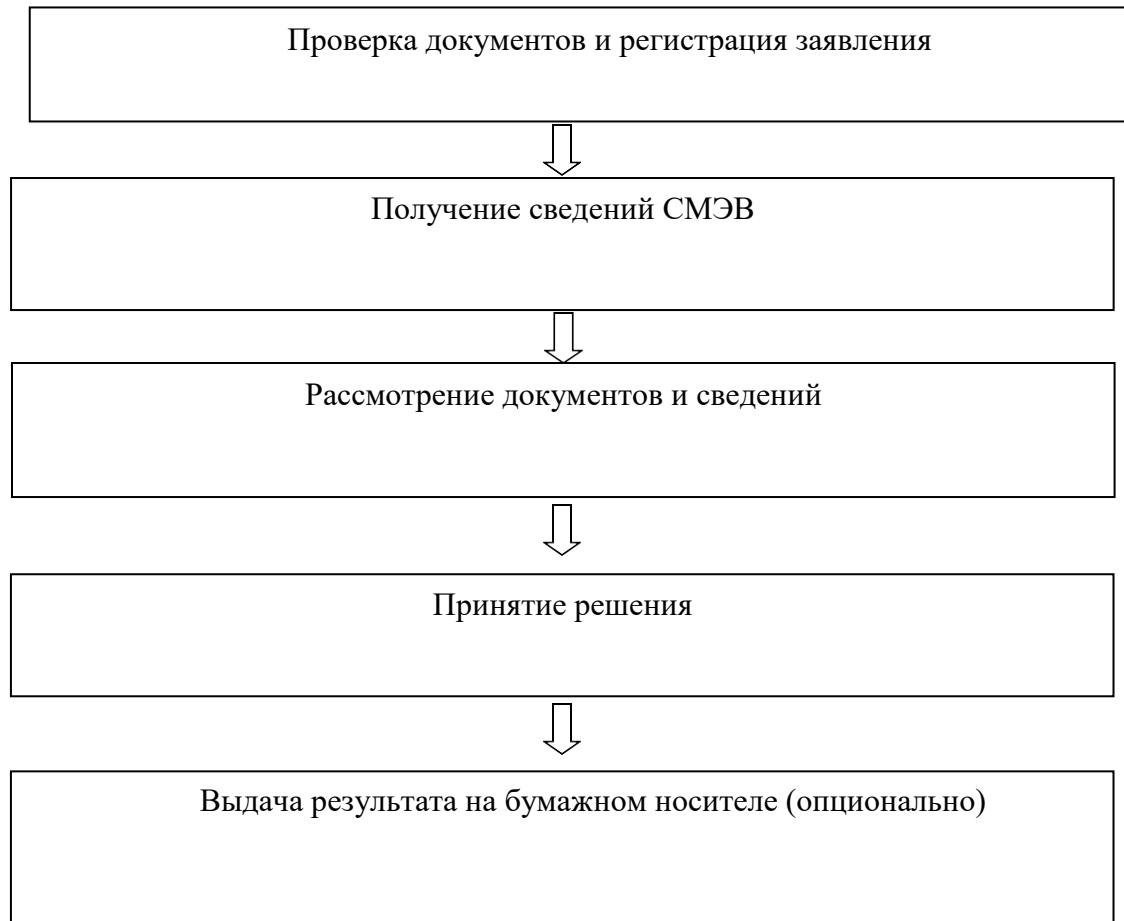 Проверка документов и регистрация заявления
Получение сведений СМЭВ
Рассмотрение документов и сведений
Принятие решения
Выдача результата на бумажном носителе (опционально)